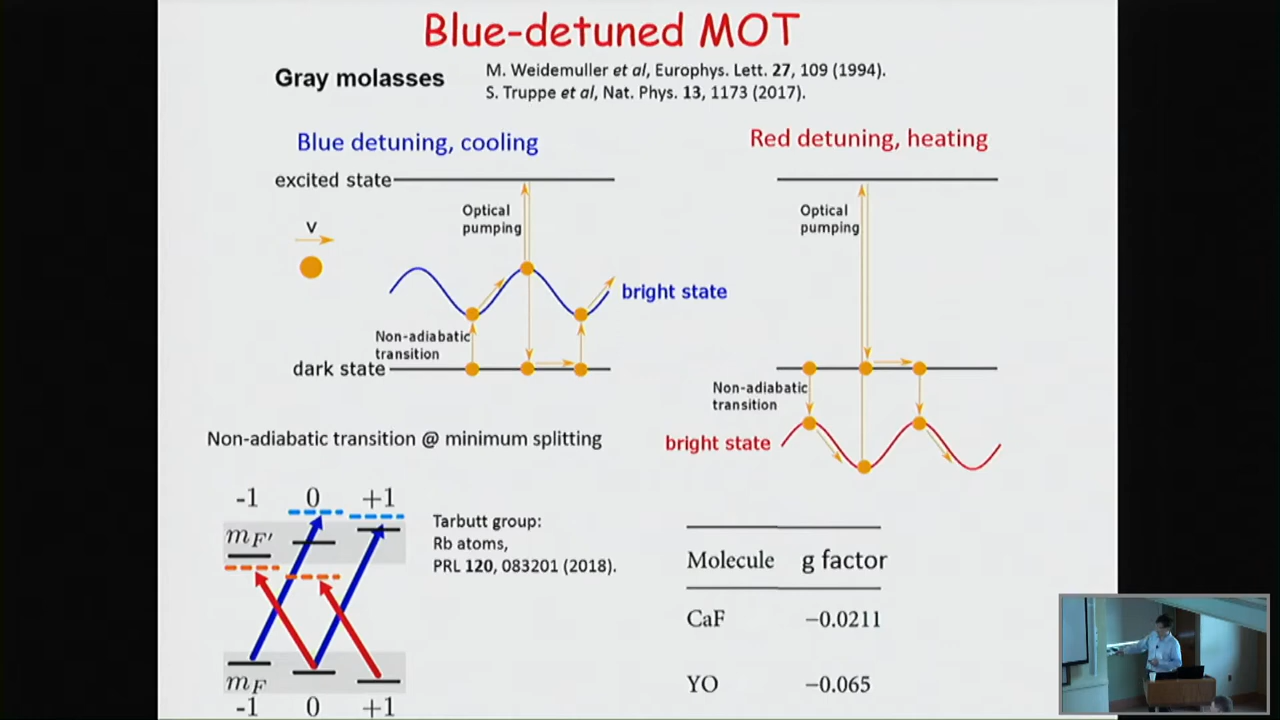 Blue-detuned MOT
Gray molasses
M. Weidemuller et al, Europhys. Lett. 27, 109 (1994).
S. Truppe et al, Nat. Phys. 13, 1173 (2017).
Blue detuning, cooling
Red detuning, heating
excited state
v
Optical
pumping
bright state
Non-adiabatic
transition
dark state
Optical
pumping
Non-adiabatic
transition
bright state
Non-adiabatic transition @ minimum splitting
-1 0 +1
mF'
mF
-1 0 +1
Tarbutt group:
Rb atoms,
PRL 120, 083201 (2018).
Molecule g factor
CaF −0.0211
YO −0.065